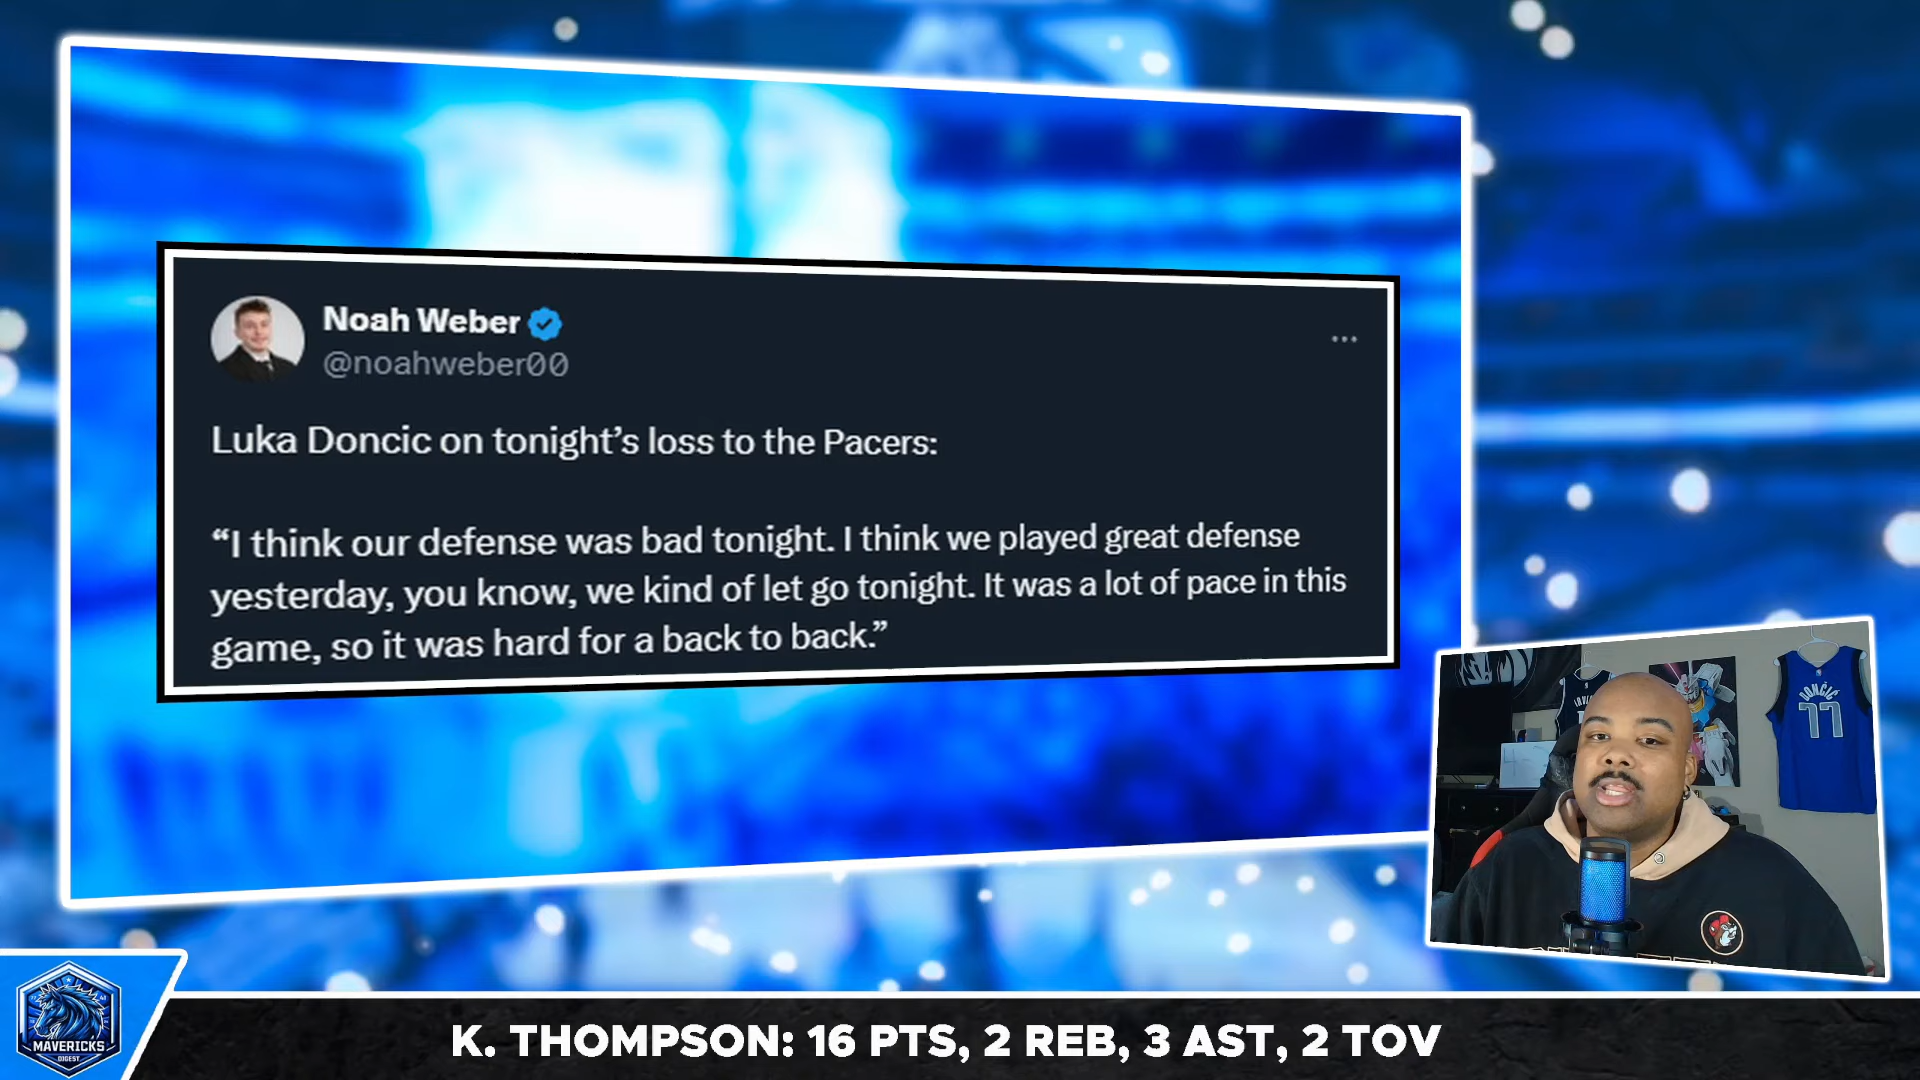 Noah Weber
@noahweber00
Luka Doncic on tonight’s loss to the Pacers:
“I think our defense was bad tonight. I think we played great defense
yesterday, you know, we kind of let go tonight. It was a lot of pace in this
game, so it was hard for a back to back.”
DONČIĆ
77
MAVERICKS
DIGEST
K. THOMPSON: 16 PTS, 2 REB, 3 AST, 2 TOV